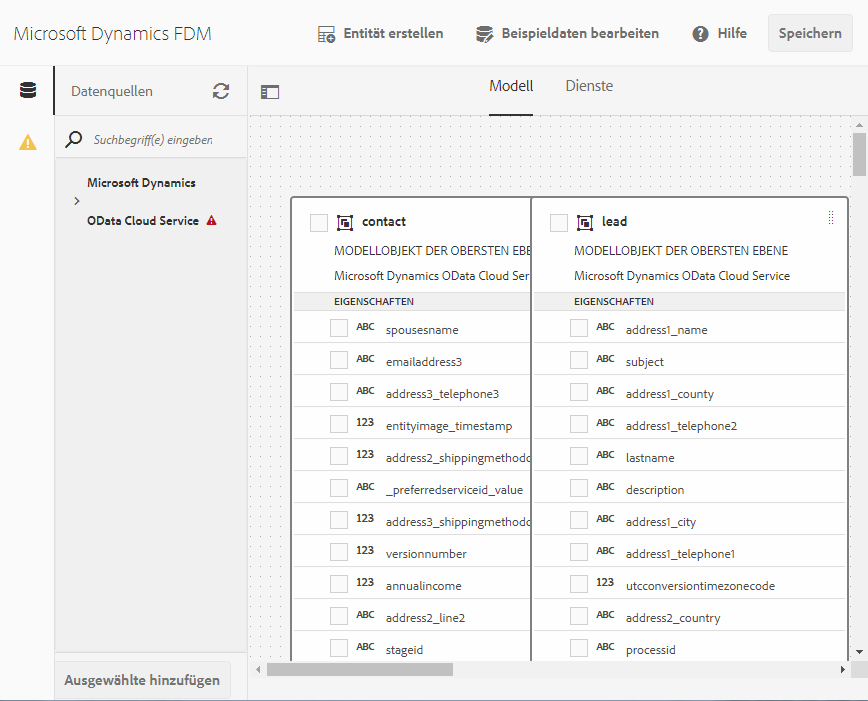 Microsoft Dynamics FDM
Entität erstellen
Beispieldaten bearbeiten
Hilfe
Speichern
Datenquellen
Modell
Dienste
Suchbegriff(e) eingeben
Microsoft Dynamics
OData Cloud Service
contact
MODELLOBJEKT DER OBERSTEN EBE
Microsoft Dynamics OData Cloud Ser
EIGENSCHAFTEN
ABC spousesname
ABC emailaddress3
ABC address3_telephone3
123 entityimage_timestamp
123 address2_shippingmethodc
ABC _preferredserviceid_value
123 address3_shippingmethodc
123 versionnumber
123 annualincome
ABC address2_line2
ABC stageid
lead
MODELLOBJEKT DER OBERSTEN EBENE
Microsoft Dynamics OData Cloud Service
EIGENSCHAFTEN
ABC address1_name
ABC subject
ABC address1_county
ABC address1_telephone2
ABC lastname
ABC description
ABC address1_city
ABC address1_telephone1
123 utcconversiontimezonecode
ABC address2_country
ABC processid
Ausgewählte hinzufügen